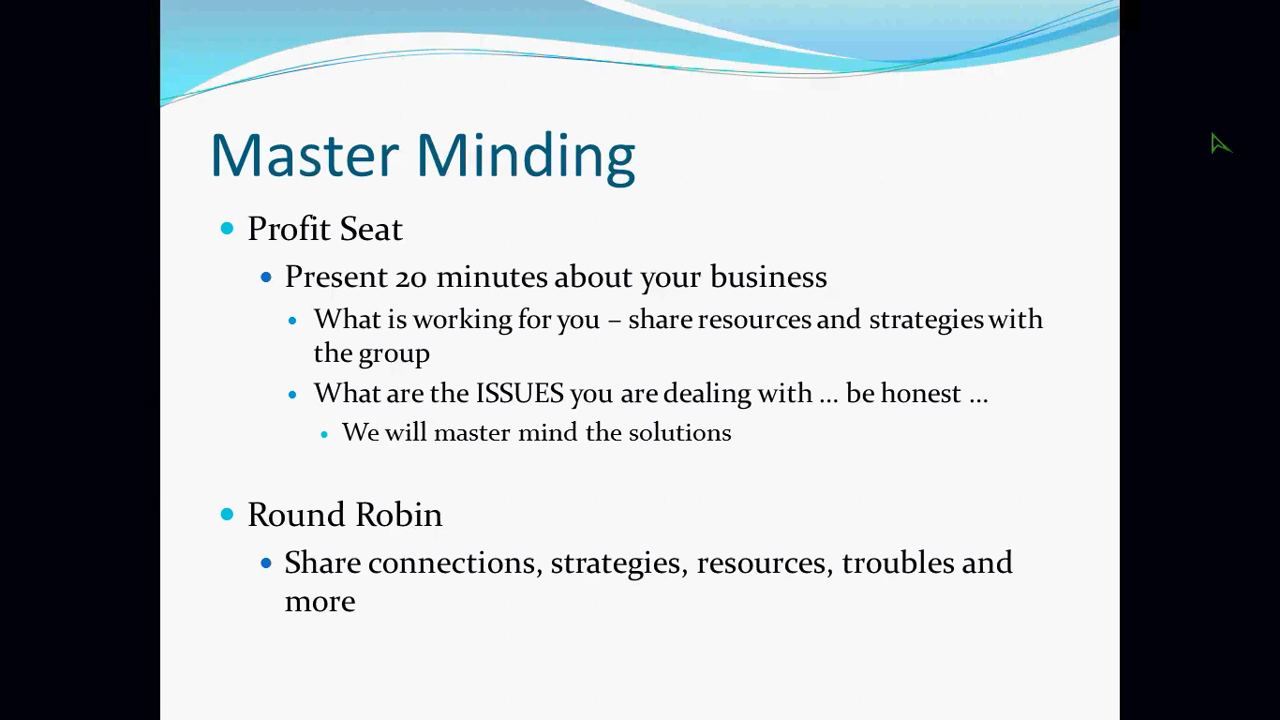 Master Minding
Profit Seat
Present 20 minutes about your business
What is working for you – share resources and strategies with
the group
What are the ISSUES you are dealing with ... be honest ...
We will master mind the solutions
Round Robin
Share connections, strategies, resources, troubles and
more